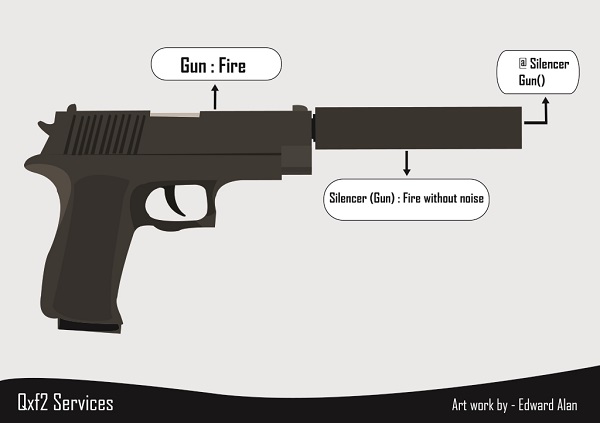 Gun : Fire
@ Silencer
Gun()
Silencer (Gun) : Fire without noise
Qxf2 Services
Art work by - Edward Alan